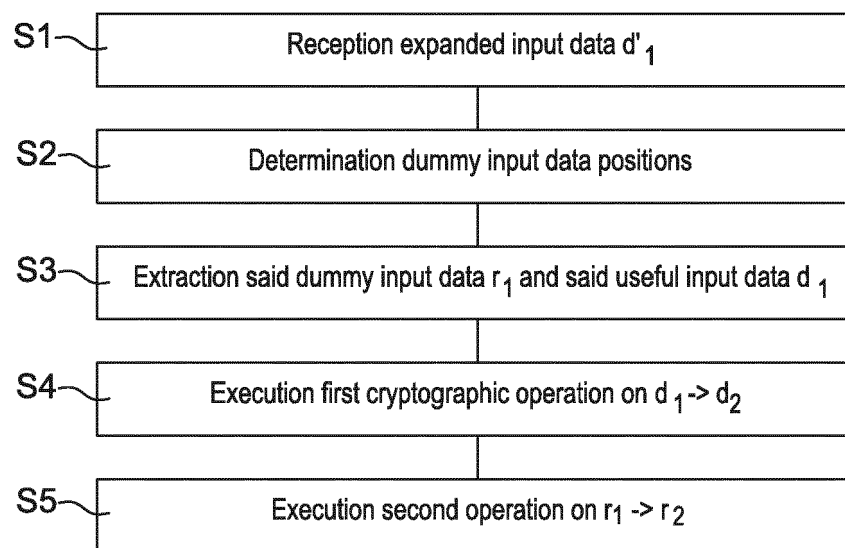 S1 Reception expanded input data d'₁
S2 Determination dummy input data positions
S3 Extraction said dummy input data r₁ and said useful input data d₁
S4 Execution first cryptographic operation on d₁ -> d₂
S5 Execution second operation on r₁ -> r₂